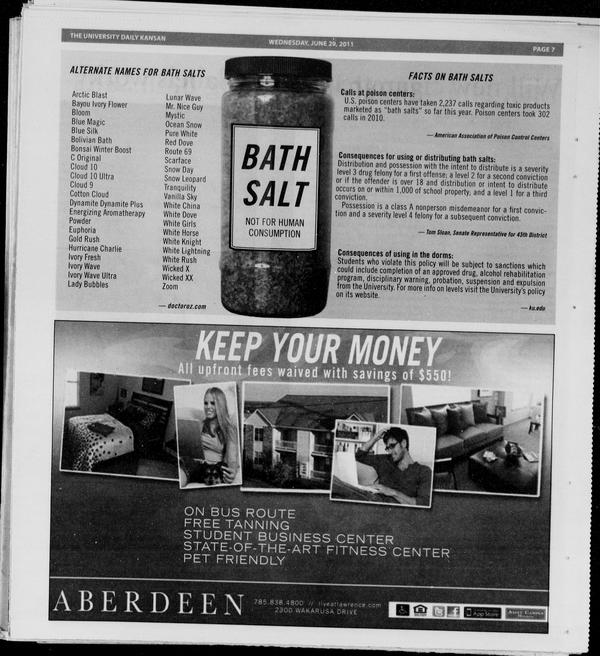 THE UNIVERSITY DAILY KANSAN
WEDNESDAY, JUNE 29, 2011
PAGE 7
ALTERNATE NAMES FOR BATH SALTS
Arctic Blast
Bayou Ivory Flower
Bloom
Blue Magic
Blue Silk
Bolivian Bath
Bonsai Winter Boost
C Original
Cloud 10
Cloud 10 Ultra
Cloud 9
Cotton Cloud
Dynamite Dynamite Plus
Energizing Aromatherapy
Powder
Euphoria
Gold Rush
Hurricane Charlie
Ivory Fresh
Ivory Wave
Ivory Wave Ultra
Lady Bubbles
Lunar Wave
Mr. Nice Guy
Mystic
Ocean Snow
Pure White
Red Dove
Route 69
Scarface
Snow Day
Snow Leopard
Tranquility
Vanilla Sky
White China
White Dove
White Girls
White Horse
White Knight
White Lightning
White Rush
Wicked X
Wicked XX
Zoom
— doctoroz.com
BATH
SALT
NOT FOR HUMAN
CONSUMPTION
FACTS ON BATH SALTS
Calls at poison centers:
U.S. poison centers have taken 2,237 calls regarding toxic products
marketed as "bath salts" so far this year. Poison centers took 302
calls in 2010.
— American Association of Poison Control Centers
Consequences for using or distributing bath salts:
Distribution and possession with the intent to distribute is a severity
level 3 drug felony for a first offense; a level 2 for a second conviction
or if the offender is over 18 and distribution or intent to distribute
occurs on or within 1,000 of school property, and a level 1 for a third
conviction.
Possession is a class A nonperson misdemeanor for a first convic-
tion and a severity level 4 felony for a subsequent conviction.
— Tom Sloan, Senate Representative for 45th District
Consequences of using in the dorms:
Students who violate this policy will be subject to sanctions which
could include completion of an approved drug, alcohol rehabilitation
program, disciplinary warning, probation, suspension and expulsion
from the University. For more info on levels visit the University's policy
on its website.
— ku.edu
KEEP YOUR MONEY
All upfront fees waived with savings of $550!
ON BUS ROUTE
FREE TANNING
STUDENT BUSINESS CENTER
STATE-OF-THE-ART FITNESS CENTER
PET FRIENDLY
ABERDEEN
785.838.4800 // liveatlawrence.com
2300 WAKARUSA DRIVE
App Store